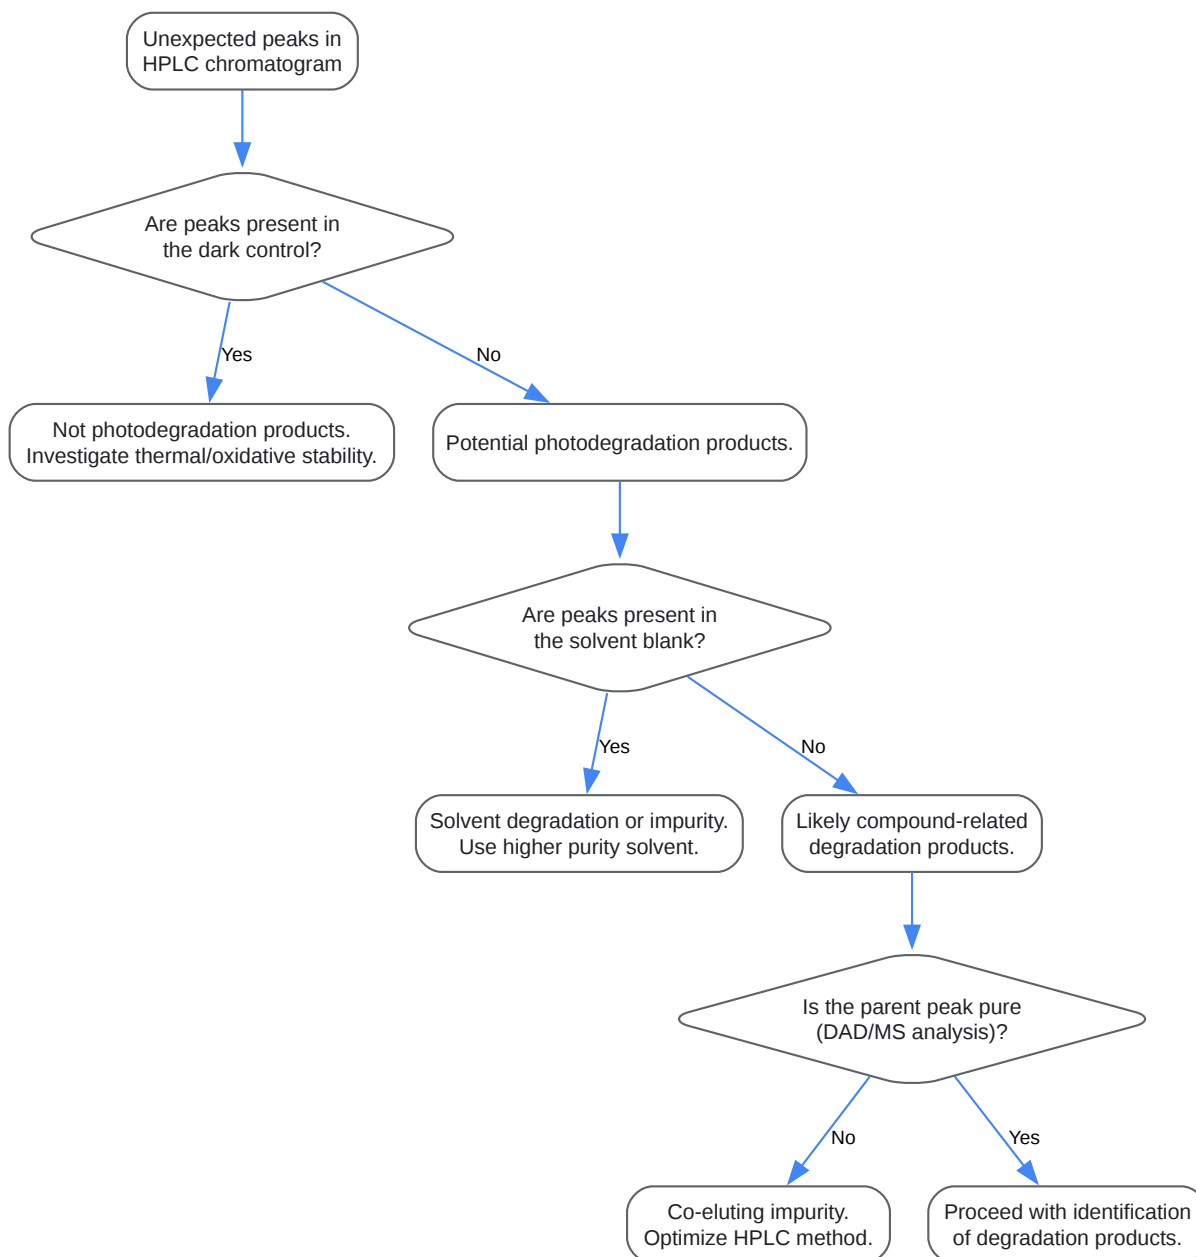 Unexpected peaks in
HPLC chromatogram
Are peaks present in
the dark control?
Yes
No
Not photodegradation products.
Investigate thermal/oxidative stability.
Potential photodegradation products.
Are peaks present in
the solvent blank?
Yes
No
Solvent degradation or impurity.
Use higher purity solvent.
Likely compound-related
degradation products.
Is the parent peak pure
(DAD/MS analysis)?
No
Yes
Co-eluting impurity.
Optimize HPLC method.
Proceed with identification
of degradation products.